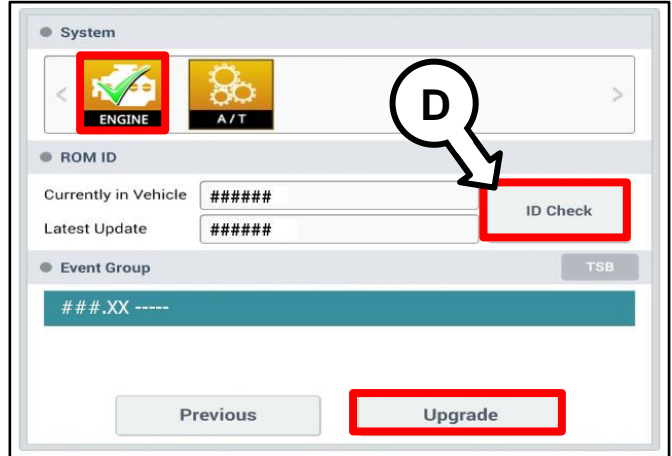 System
ENGINE
A/T
D
ROM ID
Currently in Vehicle ######
ID Check
Latest Update ######
Event Group TSB
###.XX -----
Previous Upgrade